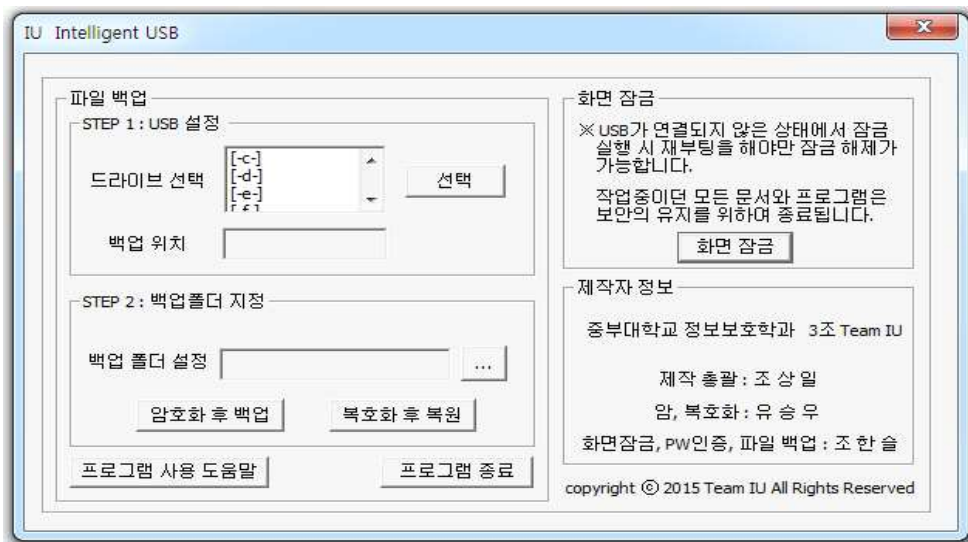 IU Intelligent USB
파일 백업
STEP 1 : USB 설정
드라이브 선택
[-c-]
[-d-]
[-e-]
선택
백업 위치
STEP 2 : 백업폴더 지정
백업 폴더 설정
...
암호화 후 백업
복호화 후 복원
프로그램 사용 도움말
프로그램 종료
화면 잠금
※ USB가 연결되지 않은 상태에서 잠금
실행 시 재부팅을 해야만 잠금 해제가
가능합니다.
작업중이던 모든 문서와 프로그램은
보안의 유지를 위하여 종료됩니다.
화면 잠금
제작자 정보
중부대학교 정보보호학과 3조 Team IU
제작 총괄 : 조 상 일
암, 복호화 : 유 승 우
화면잠금, PW인증, 파일 백업 : 조 한 슬
copyright ⓒ 2015 Team IU All Rights Reserved